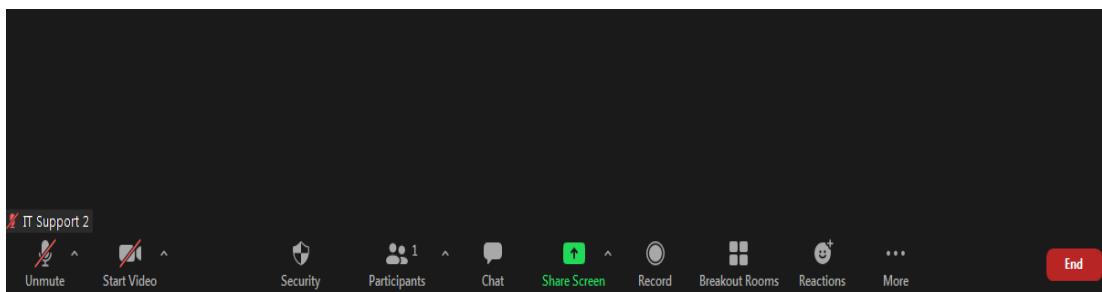 IT Support 2
1
Unmute Start Video Security Participants Chat Share Screen Record Breakout Rooms Reactions More End